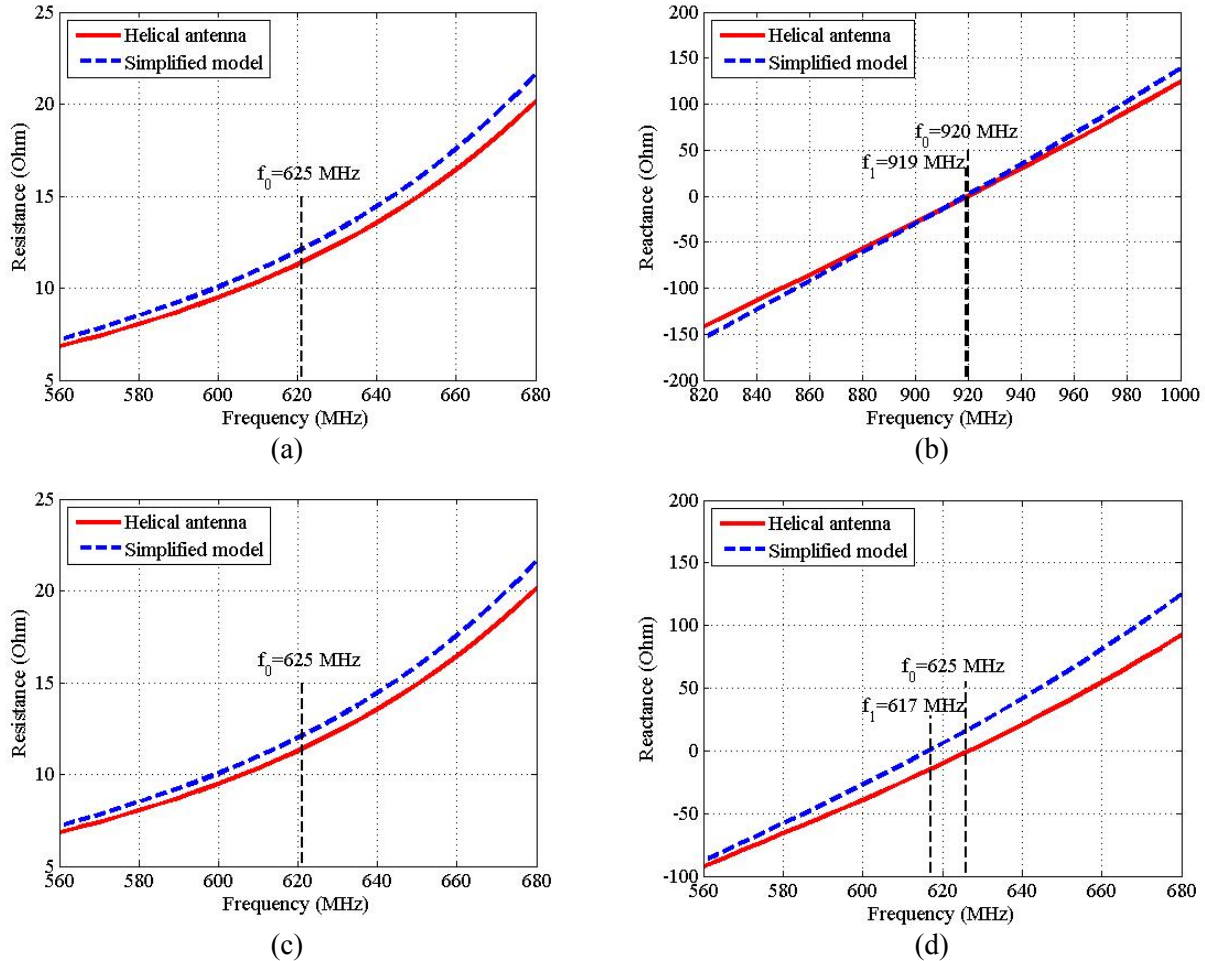 25
20
15
10
5
Resistance (Ohm)
Helical antenna
Simplified model
f0=625 MHz
560 580 600 620 640 660 680
Frequency (MHz)
(a)
200
150
100
50
0
-50
-100
-150
-200
Reactance (Ohm)
Helical antenna
Simplified model
f0=920 MHz
f1=919 MHz
820 840 860 880 900 920 940 960 980 1000
Frequency (MHz)
(b)
25
20
15
10
5
Resistance (Ohm)
Helical antenna
Simplified model
f0=625 MHz
560 580 600 620 640 660 680
Frequency (MHz)
(c)
200
150
100
50
0
-50
-100
Reactance (Ohm)
Helical antenna
Simplified model
f0=625 MHz
f1=617 MHz
560 580 600 620 640 660 680
Frequency (MHz)
(d)